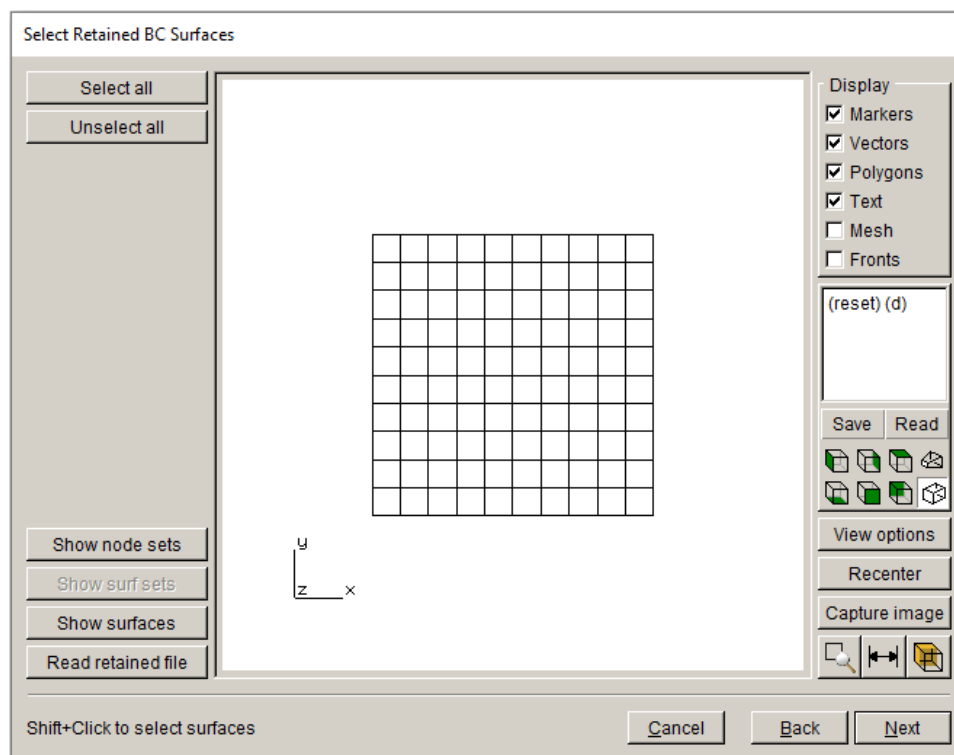 Select Retained BC Surfaces
Select all
Unselect all
Show node sets
Show surf sets
Show surfaces
Read retained file
y
z
x
Display
Markers
Vectors
Polygons
Text
Mesh
Fronts
(reset) (d)
Save Read
View options
Recenter
Capture image
Shift+Click to select surfaces
Cancel Back Next